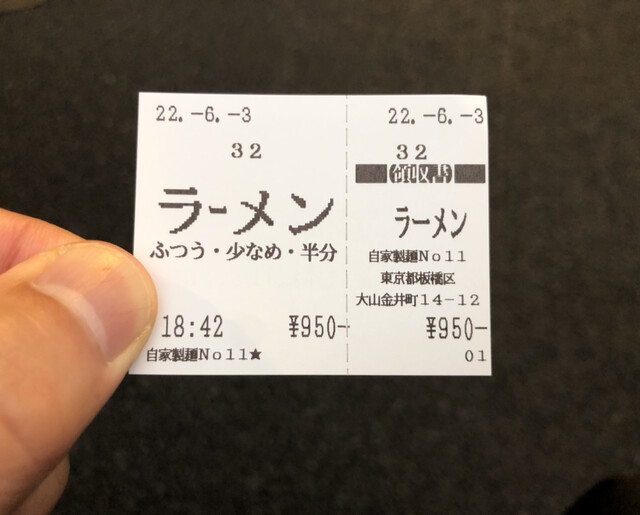 22.-6.-3
32
ラーメン
ふつう・少なめ・半分
18:42 ¥950-
自家製麺No11★
22.-6.-3
32
領収書
ラーメン
自家製麺No11
東京都板橋区
大山金井町14-12
¥950-
01